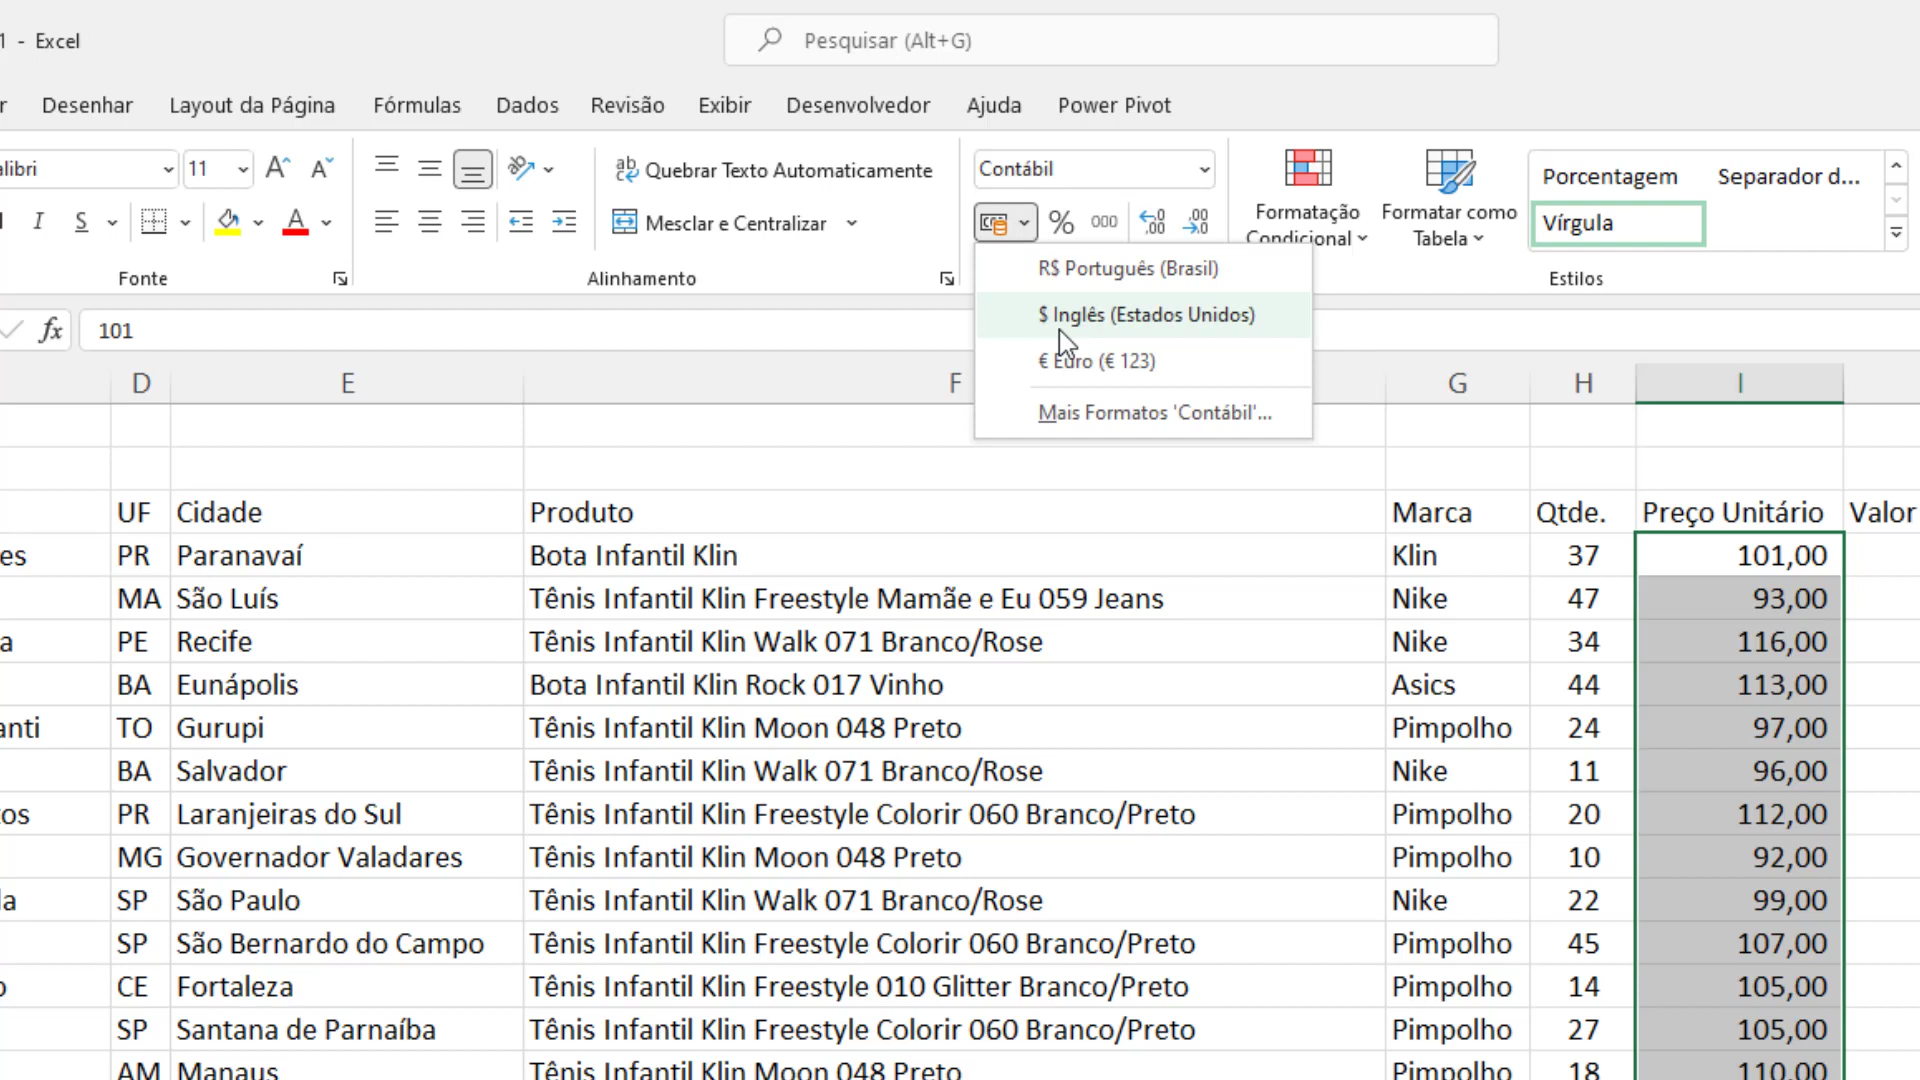 1 - Excel
Pesquisar (Alt+G)
r Desenhar Layout da Página Fórmulas Dados Revisão Exibir Desenvolvedor Ajuda Power Pivot
alibri 11 A A
ab Quebrar Texto Automaticamente
Contábil
Formatação Condicional
Formatar como Tabela
Porcentagem Separador d...
Vírgula
I S A
Mesclar e Centralizar
% 000 ,00 ,00
Fonte Alinhamento Estilos
R$ Português (Brasil)
$ Inglês (Estados Unidos)
€ Euro (€ 123)
Mais Formatos 'Contábil'...
fx 101
D E F G H I
UF Cidade Produto Marca Qtde. Preço Unitário Valor
es PR Paranavaí Bota Infantil Klin Klin 37 101,00
MA São Luís Tênis Infantil Klin Freestyle Mamãe e Eu 059 Jeans Nike 47 93,00
a PE Recife Tênis Infantil Klin Walk 071 Branco/Rose Nike 34 116,00
BA Eunápolis Bota Infantil Klin Rock 017 Vinho Asics 44 113,00
anti TO Gurupi Tênis Infantil Klin Moon 048 Preto Pimpolho 24 97,00
BA Salvador Tênis Infantil Klin Walk 071 Branco/Rose Nike 11 96,00
tos PR Laranjeiras do Sul Tênis Infantil Klin Freestyle Colorir 060 Branco/Preto Pimpolho 20 112,00
MG Governador Valadares Tênis Infantil Klin Moon 048 Preto Pimpolho 10 92,00
la SP São Paulo Tênis Infantil Klin Walk 071 Branco/Rose Nike 22 99,00
SP São Bernardo do Campo Tênis Infantil Klin Freestyle Colorir 060 Branco/Preto Pimpolho 45 107,00
o CE Fortaleza Tênis Infantil Klin Freestyle 010 Glitter Branco/Preto Pimpolho 14 105,00
SP Santana de Parnaíba Tênis Infantil Klin Freestyle Colorir 060 Branco/Preto Pimpolho 27 105,00
AM Manaus Tênis Infantil Klin Moon 048 Preto Pimpolho 18 110,00